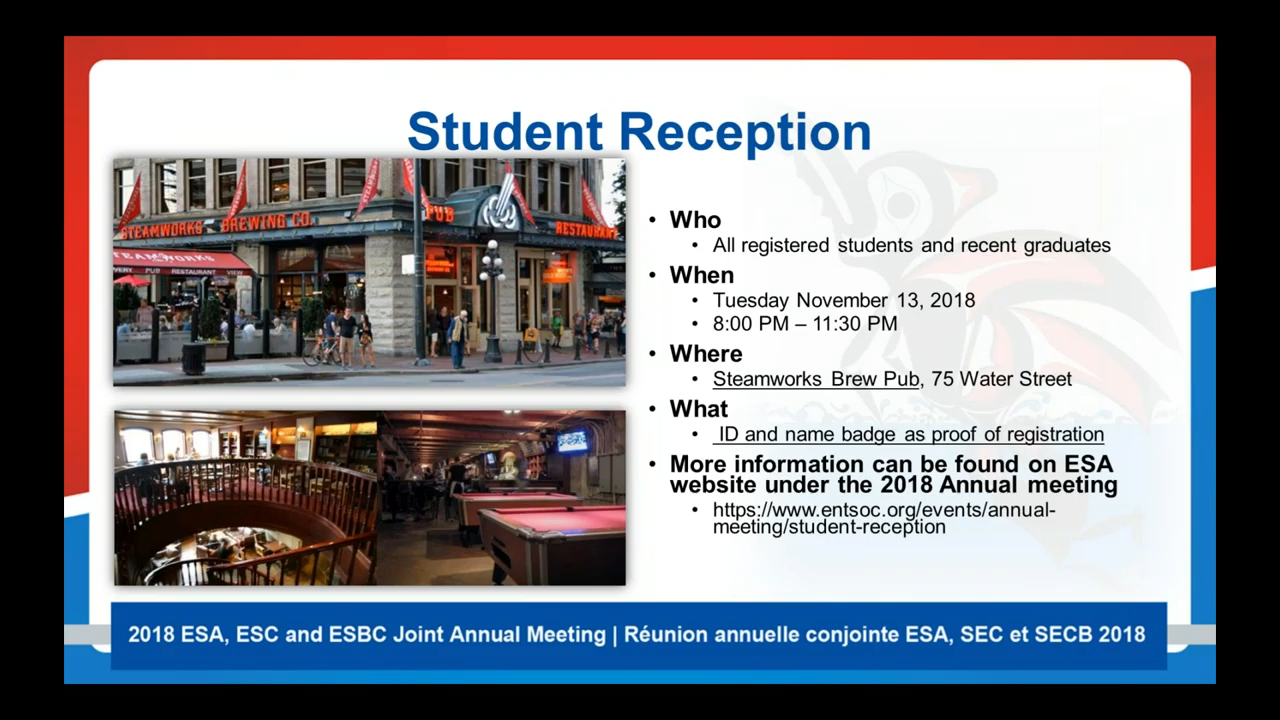 Student Reception
STEAMWORKS BREWING CO.
PUB
RESTAURANT
STEAMWORKS
PUB RESTAURANT VIEW
• Who
• All registered students and recent graduates
• When
• Tuesday November 13, 2018
• 8:00 PM – 11:30 PM
• Where
• Steamworks Brew Pub, 75 Water Street
• What
• ID and name badge as proof of registration
• More information can be found on ESA
website under the 2018 Annual meeting
• https://www.entsoc.org/events/annual-
meeting/student-reception
2018 ESA, ESC and ESBC Joint Annual Meeting | Réunion annuelle conjointe ESA, SEC et SECB 2018